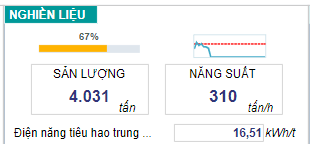 NGHIỀN LIỆU
67%
SẢN LƯỢNG
4.031
tấn
NĂNG SUẤT
310
tấn/h
Điện năng tiêu hao trung ... 16,51 kWh/t